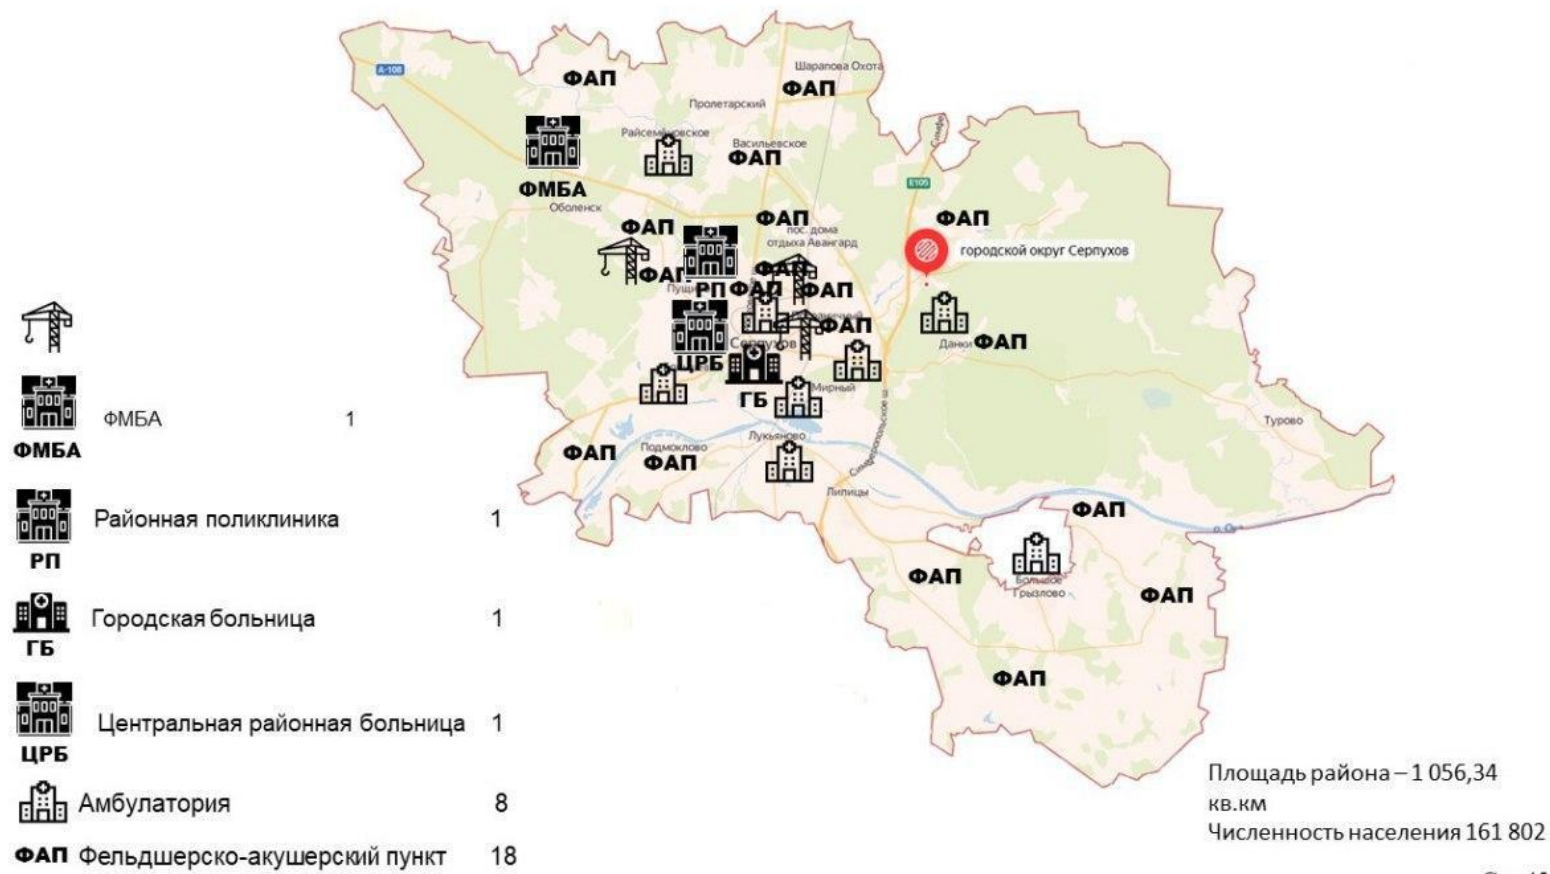 А-108
ФАП
Шарапова Охота
ФАП
Пролетарский
Райсемёновское
Васильевское
ФАП
ФМБА
Оболенск
Е105
ФАП
ФАП
ФАП
пос. дома
отдыха Авангард
городской округ Серпухов
ФАП
ФАП
РП
ФАП
ФАП
ФАП
Серпухов
Данки
ФАП
ЦРБ
ГБ
Мирный
Турово
Лукьяново
Симферопольское ш
ФАП
Подмоклово
ФАП
Липицы
ФАП
ФАП
Большое
Грызлово
ФАП
ФАП
ФМБА 1
ФМБА
Районная поликлиника 1
РП
Городская больница 1
ГБ
Центральная районная больница 1
ЦРБ
Амбулатория 8
ФАП Фельдшерско-акушерский пункт 18
Площадь района – 1 056,34
кв.км
Численность населения 161 802